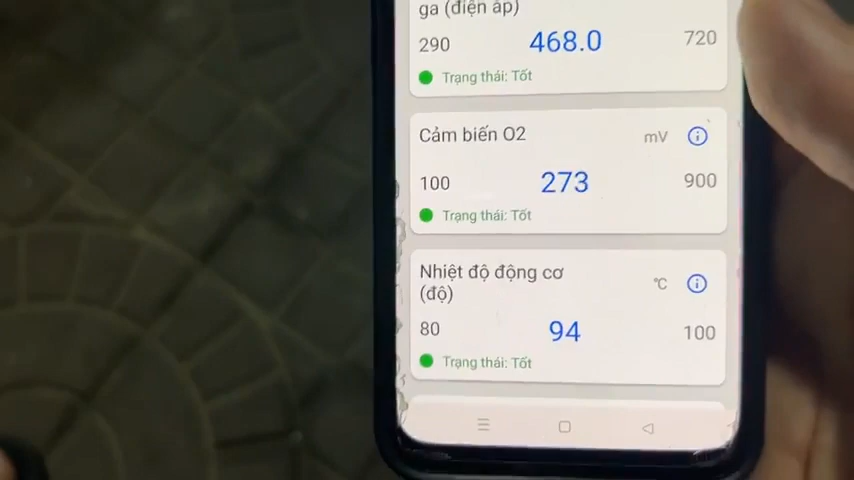 ga (điện áp)
290 468.0 720
Trạng thái: Tốt
Cảm biến O2 mV
100 273 900
Trạng thái: Tốt
Nhiệt độ động cơ °C
(độ)
80 94 100
Trạng thái: Tốt